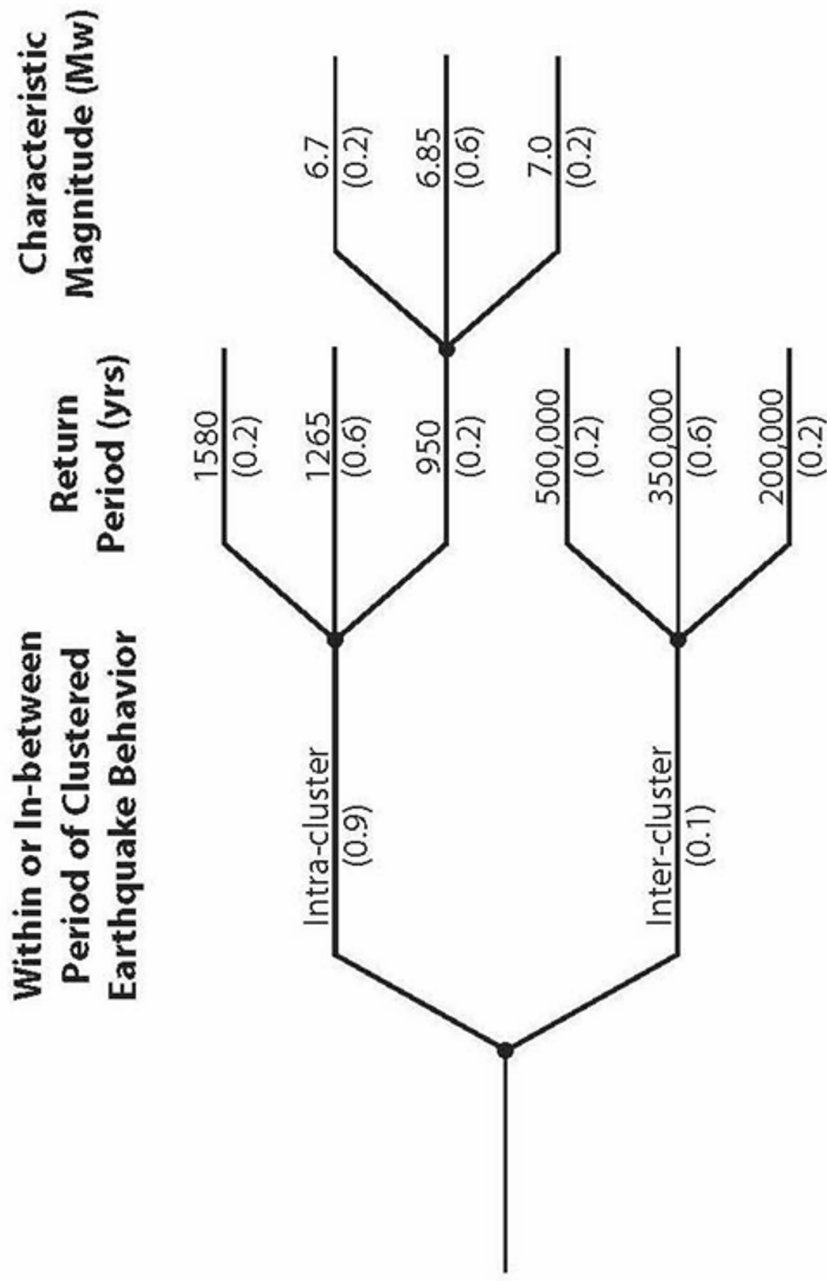 Within or In-between
Period of Clustered
Earthquake Behavior
Return
Period (yrs)
Characteristic
Magnitude (Mw)
Intra-cluster
(0.9)
1580
(0.2)
1265
(0.6)
950
(0.2)
6.7
(0.2)
6.85
(0.6)
7.0
(0.2)
Inter-cluster
(0.1)
500,000
(0.2)
350,000
(0.6)
200,000
(0.2)